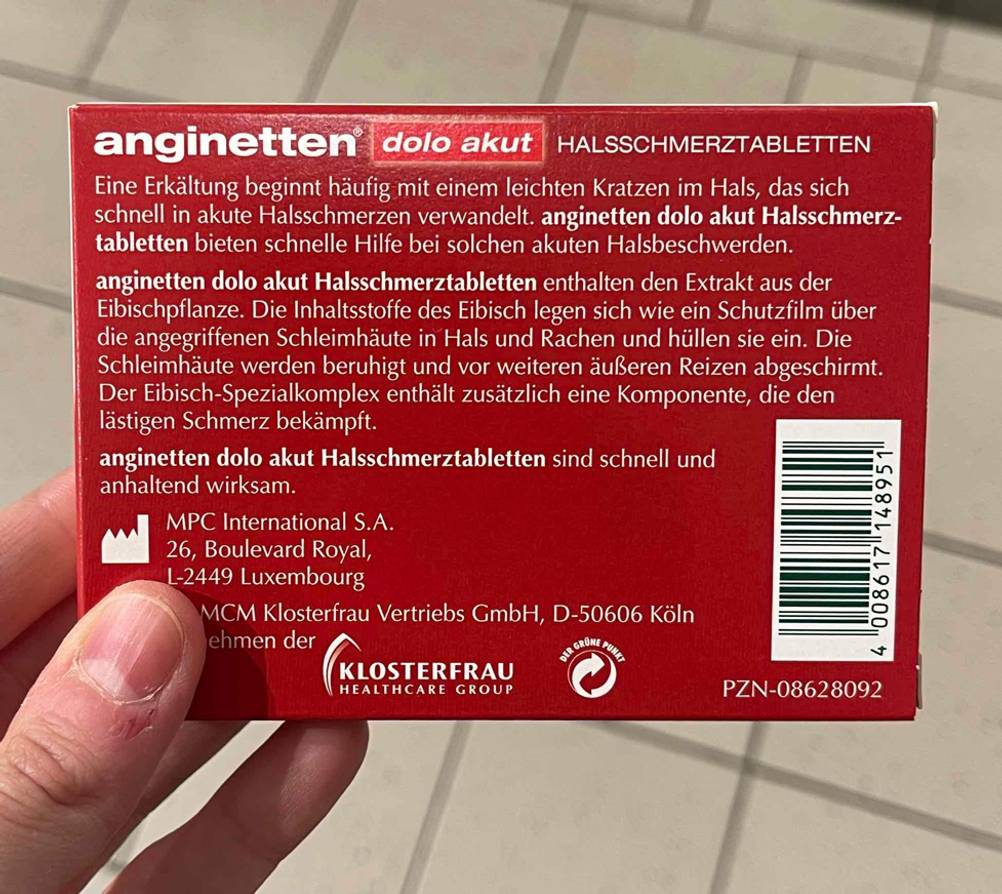 anginetten® dolo akut HALSSCHMERZTABLETTEN
Eine Erkältung beginnt häufig mit einem leichten Kratzen im Hals, das sich
schnell in akute Halsschmerzen verwandelt. anginetten dolo akut Halsschmerz-
tabletten bieten schnelle Hilfe bei solchen akuten Halsbeschwerden.
anginetten dolo akut Halsschmerztabletten enthalten den Extrakt aus der
Eibischpflanze. Die Inhaltsstoffe des Eibisch legen sich wie ein Schutzfilm über
die angegriffenen Schleimhäute in Hals und Rachen und hüllen sie ein. Die
Schleimhäute werden beruhigt und vor weiteren äußeren Reizen abgeschirmt.
Der Eibisch-Spezialkomplex enthält zusätzlich eine Komponente, die den
lästigen Schmerz bekämpft.
anginetten dolo akut Halsschmerztabletten sind schnell und
anhaltend wirksam.
MPC International S.A.
26, Boulevard Royal,
L-2449 Luxembourg
MCM Klosterfrau Vertriebs GmbH, D-50606 Köln
ehmen der
KLOSTERFRAU
HEALTHCARE GROUP
DER GRÜNE PUNKT
4 008617 148951
PZN-08628092